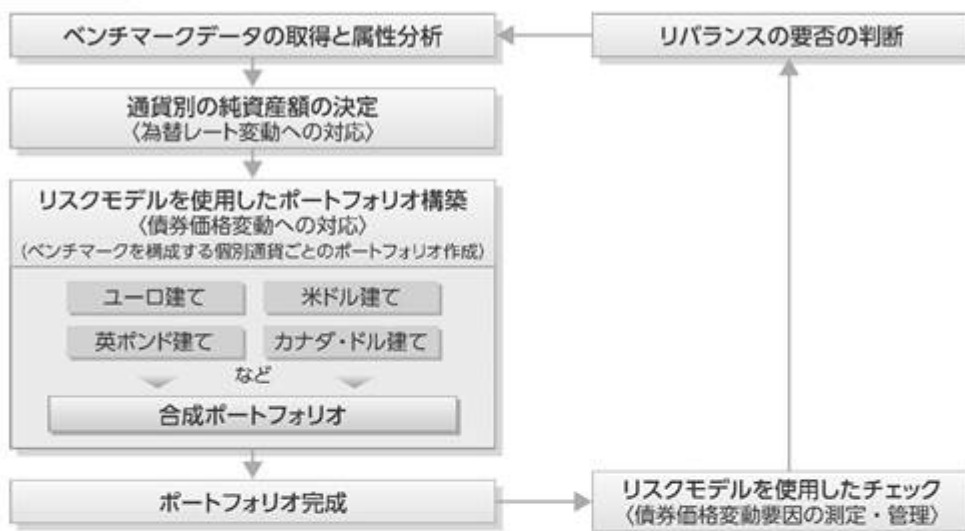 ベンチマークデータの取得と属性分析
リバランスの要否の判断
通貨別の純資産額の決定
〈為替レート変動への対応〉
リスクモデルを使用したポートフォリオ構築
〈債券価格変動への対応〉
(ベンチマークを構成する個別通貨ごとのポートフォリオ作成)
ユーロ建て
米ドル建て
英ポンド建て
カナダ・ドル建て
など
合成ポートフォリオ
ポートフォリオ完成
リスクモデルを使用したチェック
〈債券価格変動要因の測定・管理〉